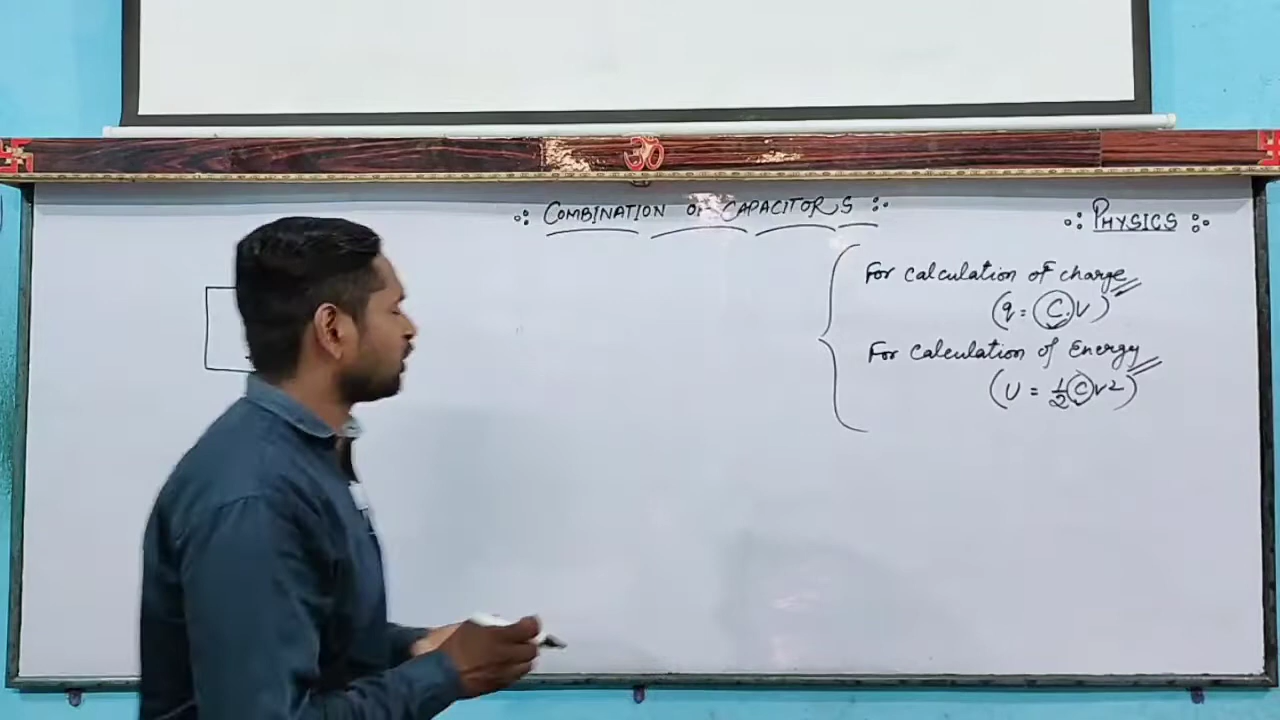 COMBINATION OF CAPACITORS
PHYSICS
For calculation of charge
(q = C.V)
For calculation of Energy
(U = 1/2 CV²)
ॐ